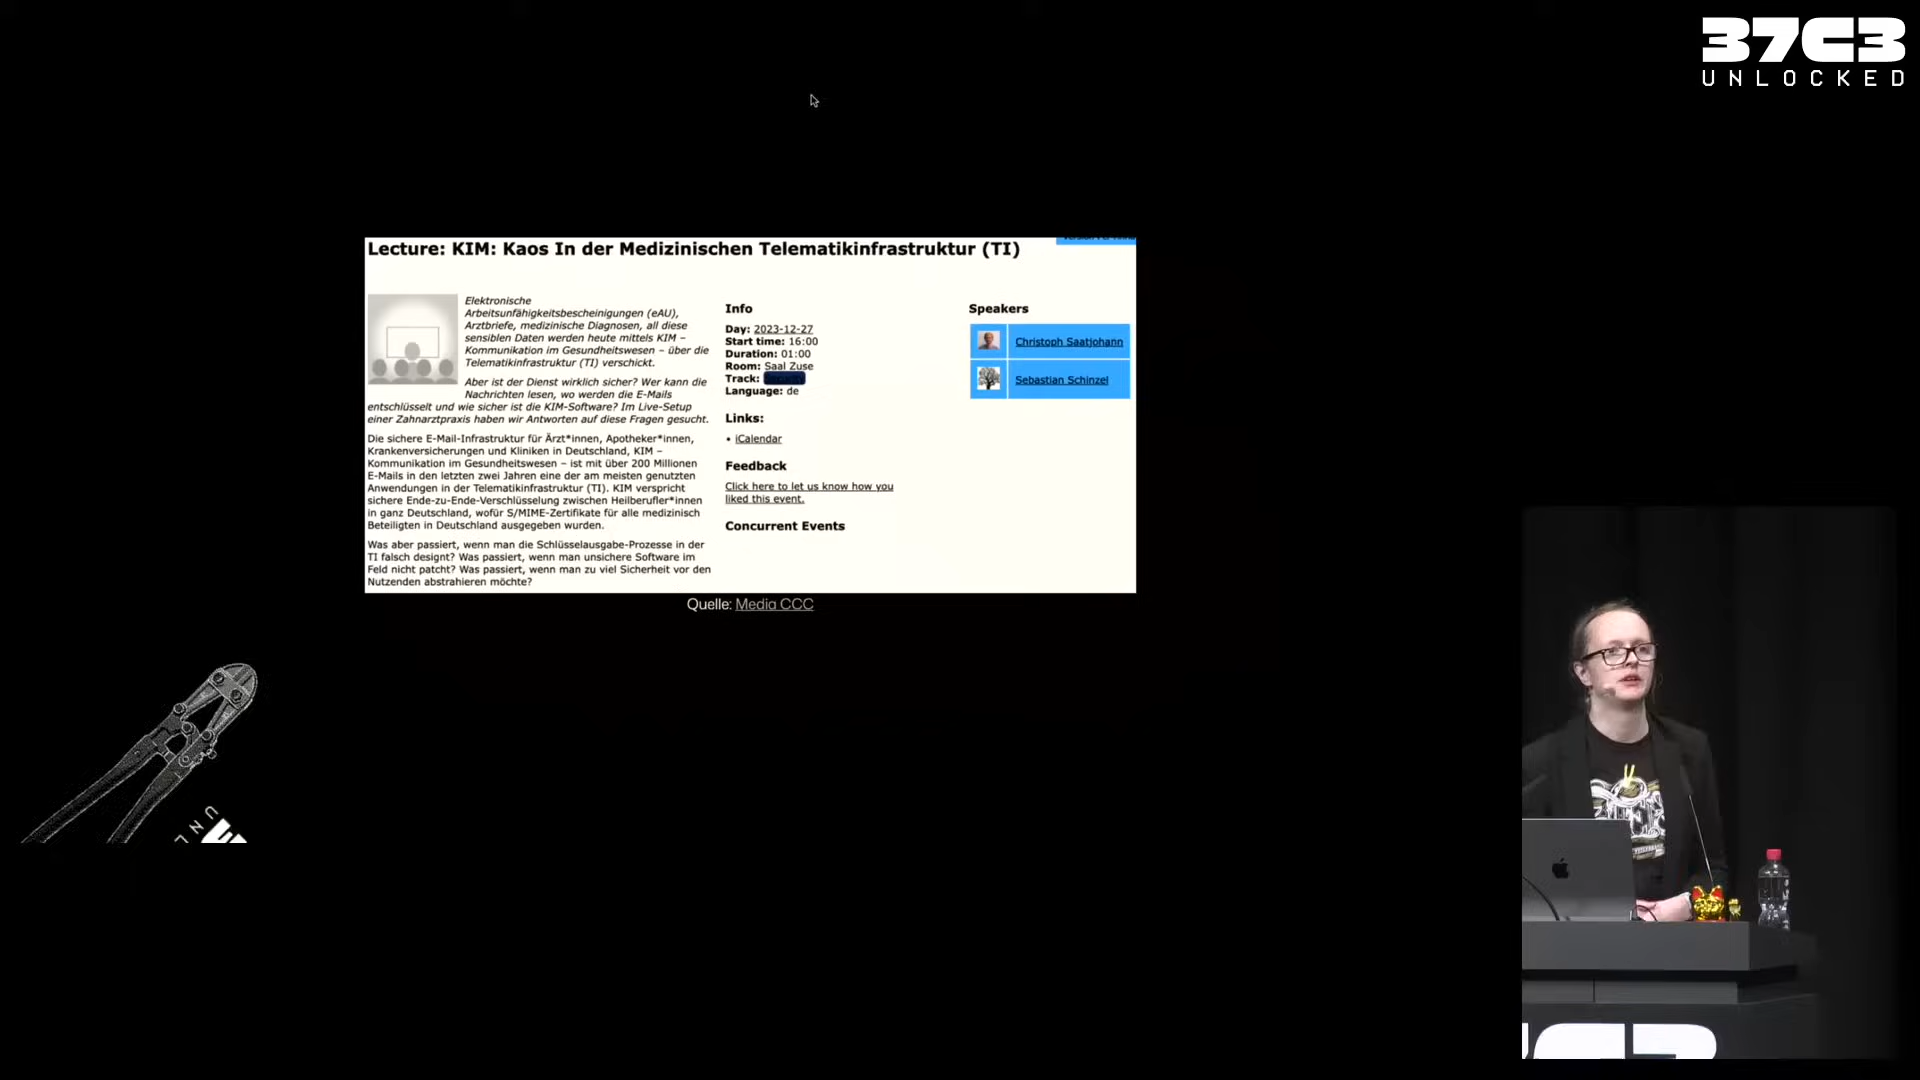 37C3
UNLOCKED
Lecture: KIM: Kaos In der Medizinischen Telematikinfrastruktur (TI)
Elektronische
Arbeitsunfähigkeitsbescheinigungen (eAU),
Arztbriefe, medizinische Diagnosen, all diese
sensiblen Daten werden heute mittels KIM –
Kommunikation im Gesundheitswesen – über die
Telematikinfrastruktur (TI) verschickt.
Aber ist der Dienst wirklich sicher? Wer kann die
Nachrichten lesen, wo werden die E-Mails
entschlüsselt und wie sicher ist die KIM-Software? Im Live-Setup
einer Zahnarztpraxis haben wir Antworten auf diese Fragen gesucht.
Die sichere E-Mail-Infrastruktur für Ärzt*innen, Apotheker*innen,
Krankenversicherungen und Kliniken in Deutschland, KIM –
Kommunikation im Gesundheitswesen – ist mit über 200 Millionen
E-Mails in den letzten zwei Jahren eine der am meisten genutzten
Anwendungen in der Telematikinfrastruktur (TI). KIM verspricht
sichere Ende-zu-Ende-Verschlüsselung zwischen Heilberufler*innen
in ganz Deutschland, wofür S/MIME-Zertifikate für alle medizinisch
Beteiligten in Deutschland ausgegeben wurden.
Was aber passiert, wenn man die Schlüsselausgabe-Prozesse in der
TI falsch designt? Was passiert, wenn man unsichere Software im
Feld nicht patcht? Was passiert, wenn man zu viel Sicherheit vor den
Nutzenden abstrahieren möchte?
Info
Day: 2023-12-27
Start time: 16:00
Duration: 01:00
Room: Saal Zuse
Track:
Language: de
Links:
• iCalendar
Feedback
Click here to let us know how you
liked this event.
Concurrent Events
Speakers
Christoph Saatjohann
Sebastian Schinzel
Quelle: Media CCC